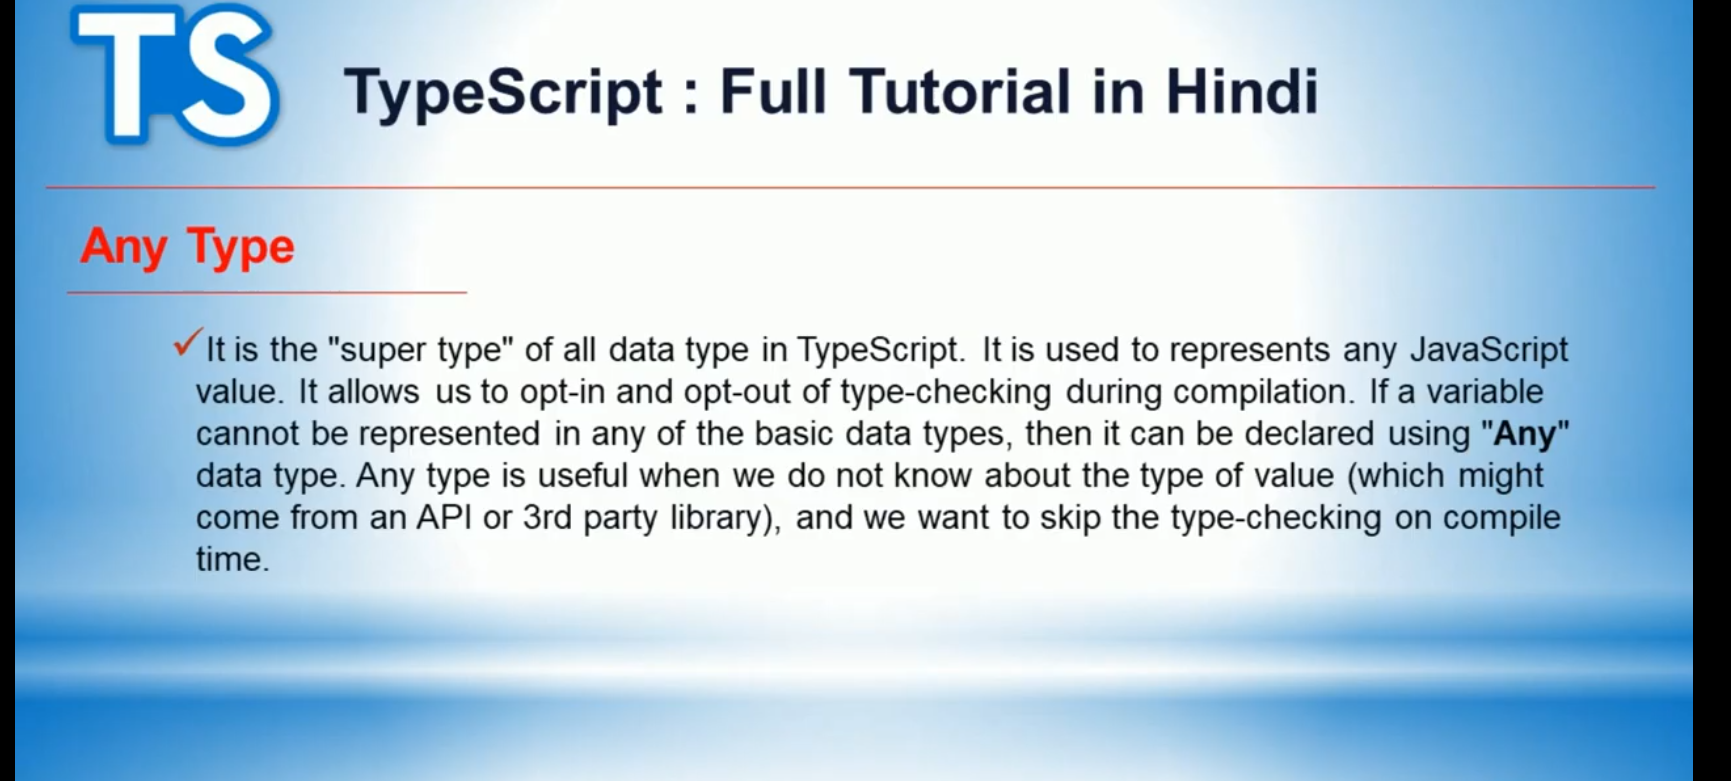 TS
TypeScript : Full Tutorial in Hindi
Any Type
✓It is the "super type" of all data type in TypeScript. It is used to represents any JavaScript
value. It allows us to opt-in and opt-out of type-checking during compilation. If a variable
cannot be represented in any of the basic data types, then it can be declared using "Any"
data type. Any type is useful when we do not know about the type of value (which might
come from an API or 3rd party library), and we want to skip the type-checking on compile
time.